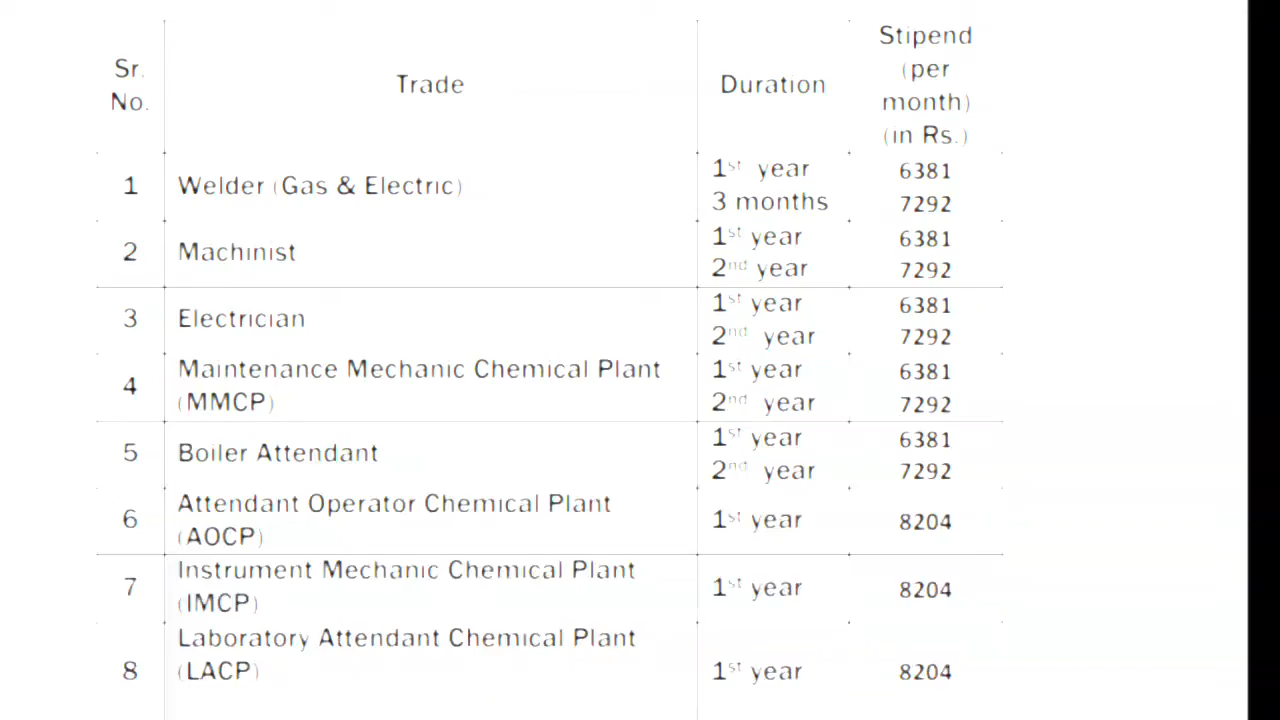 Sr. No. Trade Duration Stipend (per month) (in Rs.)
1 Welder (Gas & Electric) 1st year 6381
3 months 7292
2 Machinist 1st year 6381
2nd year 7292
3 Electrician 1st year 6381
2nd year 7292
4 Maintenance Mechanic Chemical Plant 1st year 6381
(MMCP) 2nd year 7292
5 Boiler Attendant 1st year 6381
2nd year 7292
6 Attendant Operator Chemical Plant
(AOCP) 1st year 8204
7 Instrument Mechanic Chemical Plant
(IMCP) 1st year 8204
8 Laboratory Attendant Chemical Plant
(LACP) 1st year 8204